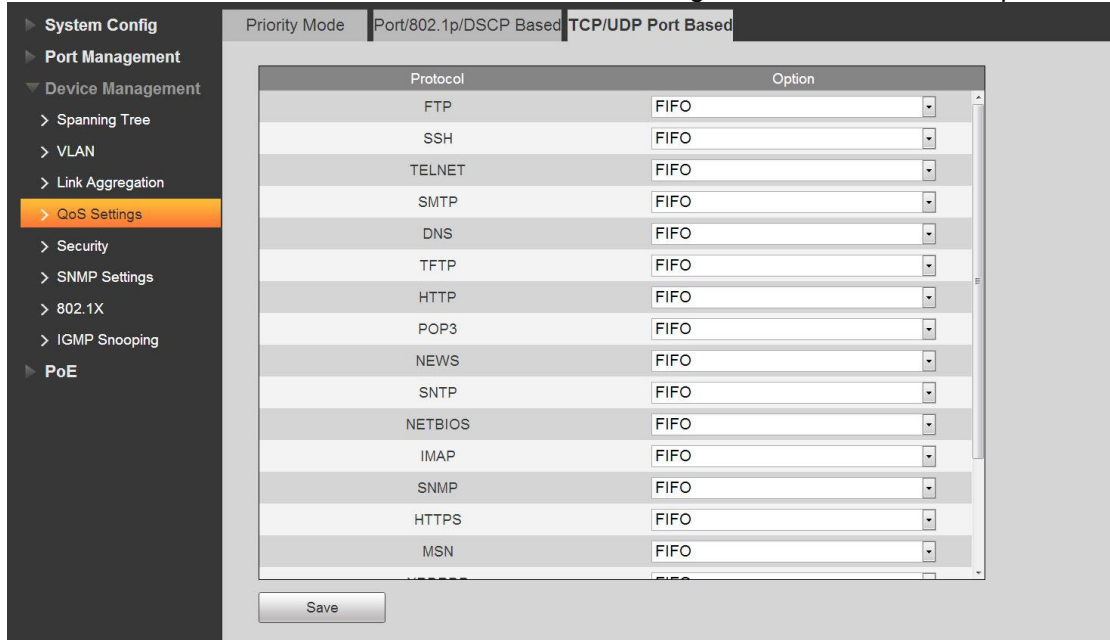 System Config
Port Management
Device Management
> Spanning Tree
> VLAN
> Link Aggregation
> QoS Settings
> Security
> SNMP Settings
> 802.1X
> IGMP Snooping
PoE
Priority Mode Port/802.1p/DSCP Based TCP/UDP Port Based
Protocol Option
FTP FIFO
SSH FIFO
TELNET FIFO
SMTP FIFO
DNS FIFO
TFTP FIFO
HTTP FIFO
POP3 FIFO
NEWS FIFO
SNTP FIFO
NETBIOS FIFO
IMAP FIFO
SNMP FIFO
HTTPS FIFO
MSN FIFO
Save